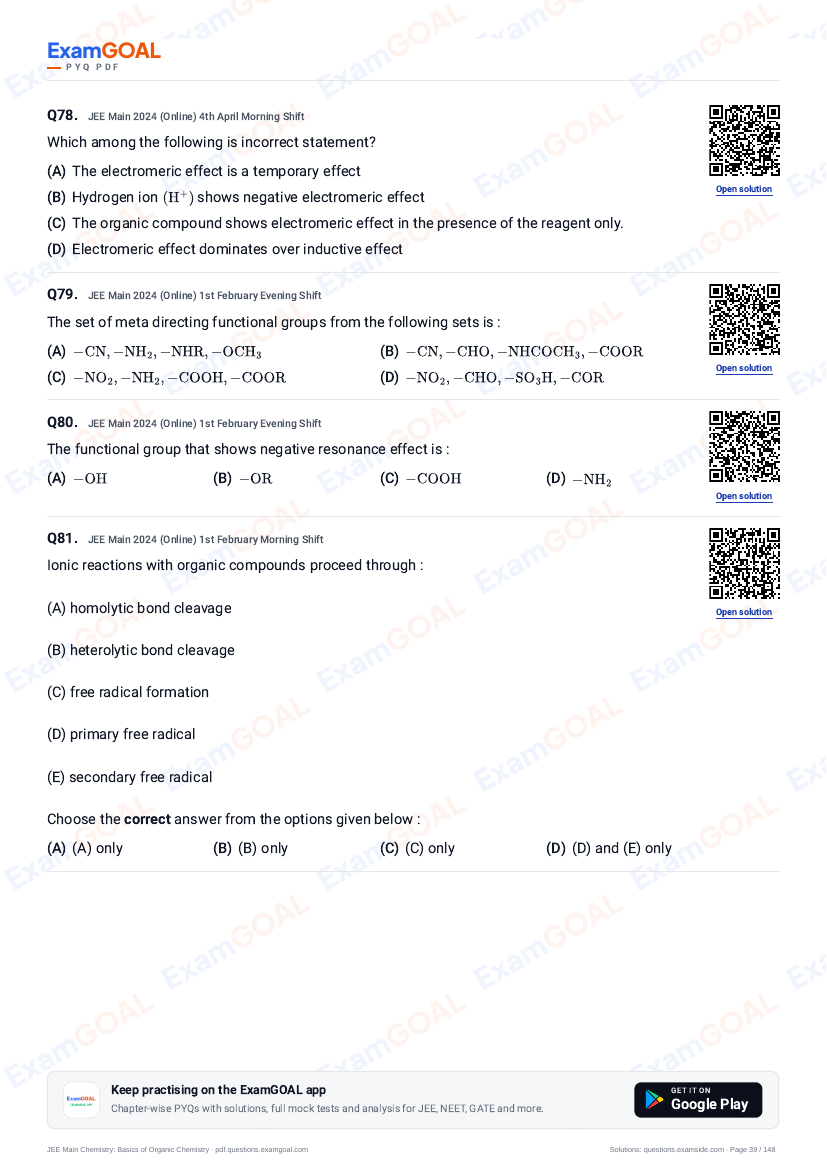 ExamGOAL
PYQ PDF
Q78. JEE Main 2024 (Online) 4th April Morning Shift
Which among the following is incorrect statement?
(A) The electromeric effect is a temporary effect
(B) Hydrogen ion (H⁺) shows negative electromeric effect
(C) The organic compound shows electromeric effect in the presence of the reagent only.
(D) Electromeric effect dominates over inductive effect
Open solution
Q79. JEE Main 2024 (Online) 1st February Evening Shift
The set of meta directing functional groups from the following sets is :
(A) −CN, −NH₂, −NHR, −OCH₃ (B) −CN, −CHO, −NHCOCH₃, −COOR
(C) −NO₂, −NH₂, −COOH, −COOR (D) −NO₂, −CHO, −SO₃H, −COR
Open solution
Q80. JEE Main 2024 (Online) 1st February Evening Shift
The functional group that shows negative resonance effect is :
(A) −OH (B) −OR (C) −COOH (D) −NH₂
Open solution
Q81. JEE Main 2024 (Online) 1st February Morning Shift
Ionic reactions with organic compounds proceed through :
(A) homolytic bond cleavage
(B) heterolytic bond cleavage
(C) free radical formation
(D) primary free radical
(E) secondary free radical
Choose the correct answer from the options given below :
(A) (A) only (B) (B) only (C) (C) only (D) (D) and (E) only
Open solution
ExamGOAL
Keep practising on the ExamGOAL app
Chapter-wise PYQs with solutions, full mock tests and analysis for JEE, NEET, GATE and more.
GET IT ON
Google Play
JEE Main Chemistry: Basics of Organic Chemistry · pdf.questions.examgoal.com
Solutions: questions.examside.com · Page 39 / 148